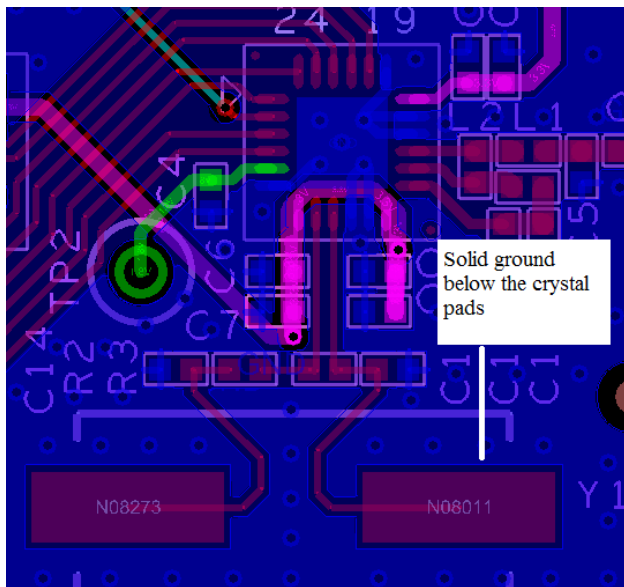 24 19
C4
L2 L1
TP2
C6
C7
Solid ground
below the crystal
pads
C14
R2
R3
C1
C1
C1
N08273
N08011
Y1